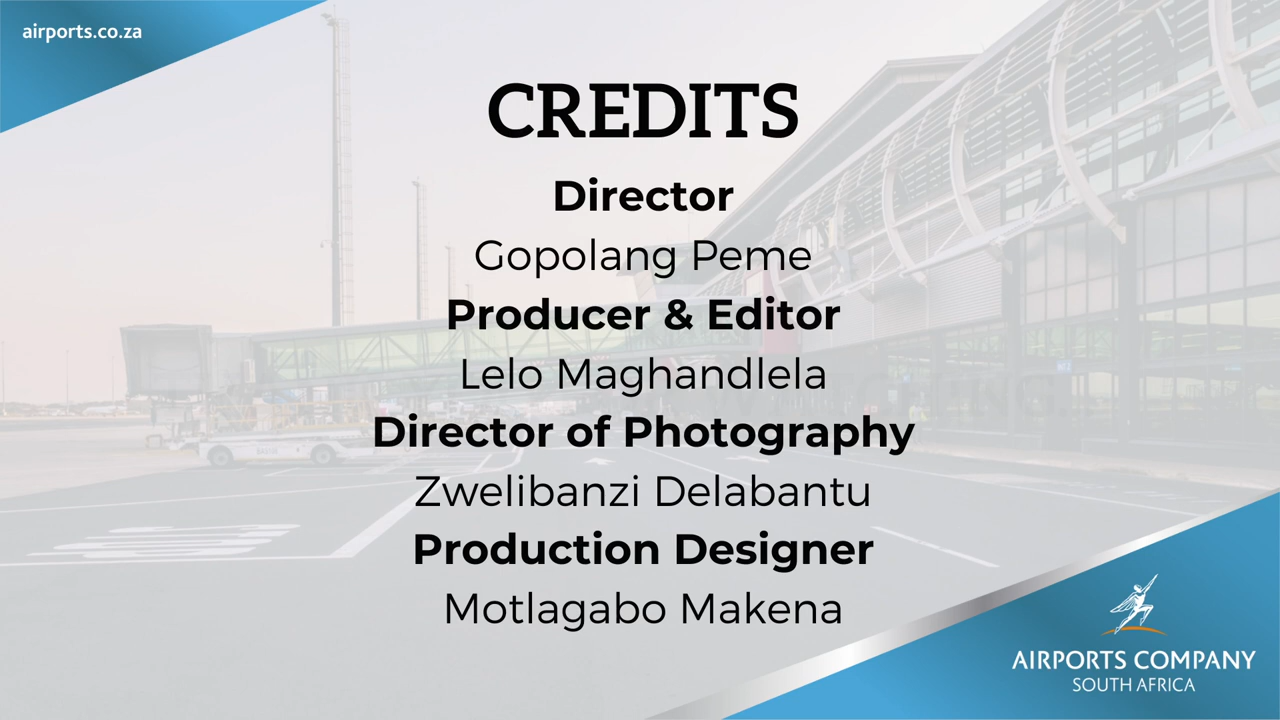 airports.co.za
CREDITS
Director
Gopolang Peme
Producer & Editor
Lelo Maghandlela
Director of Photography
Zwelibanzi Delabantu
Production Designer
Motlagabo Makena
AIRPORTS COMPANY
SOUTH AFRICA